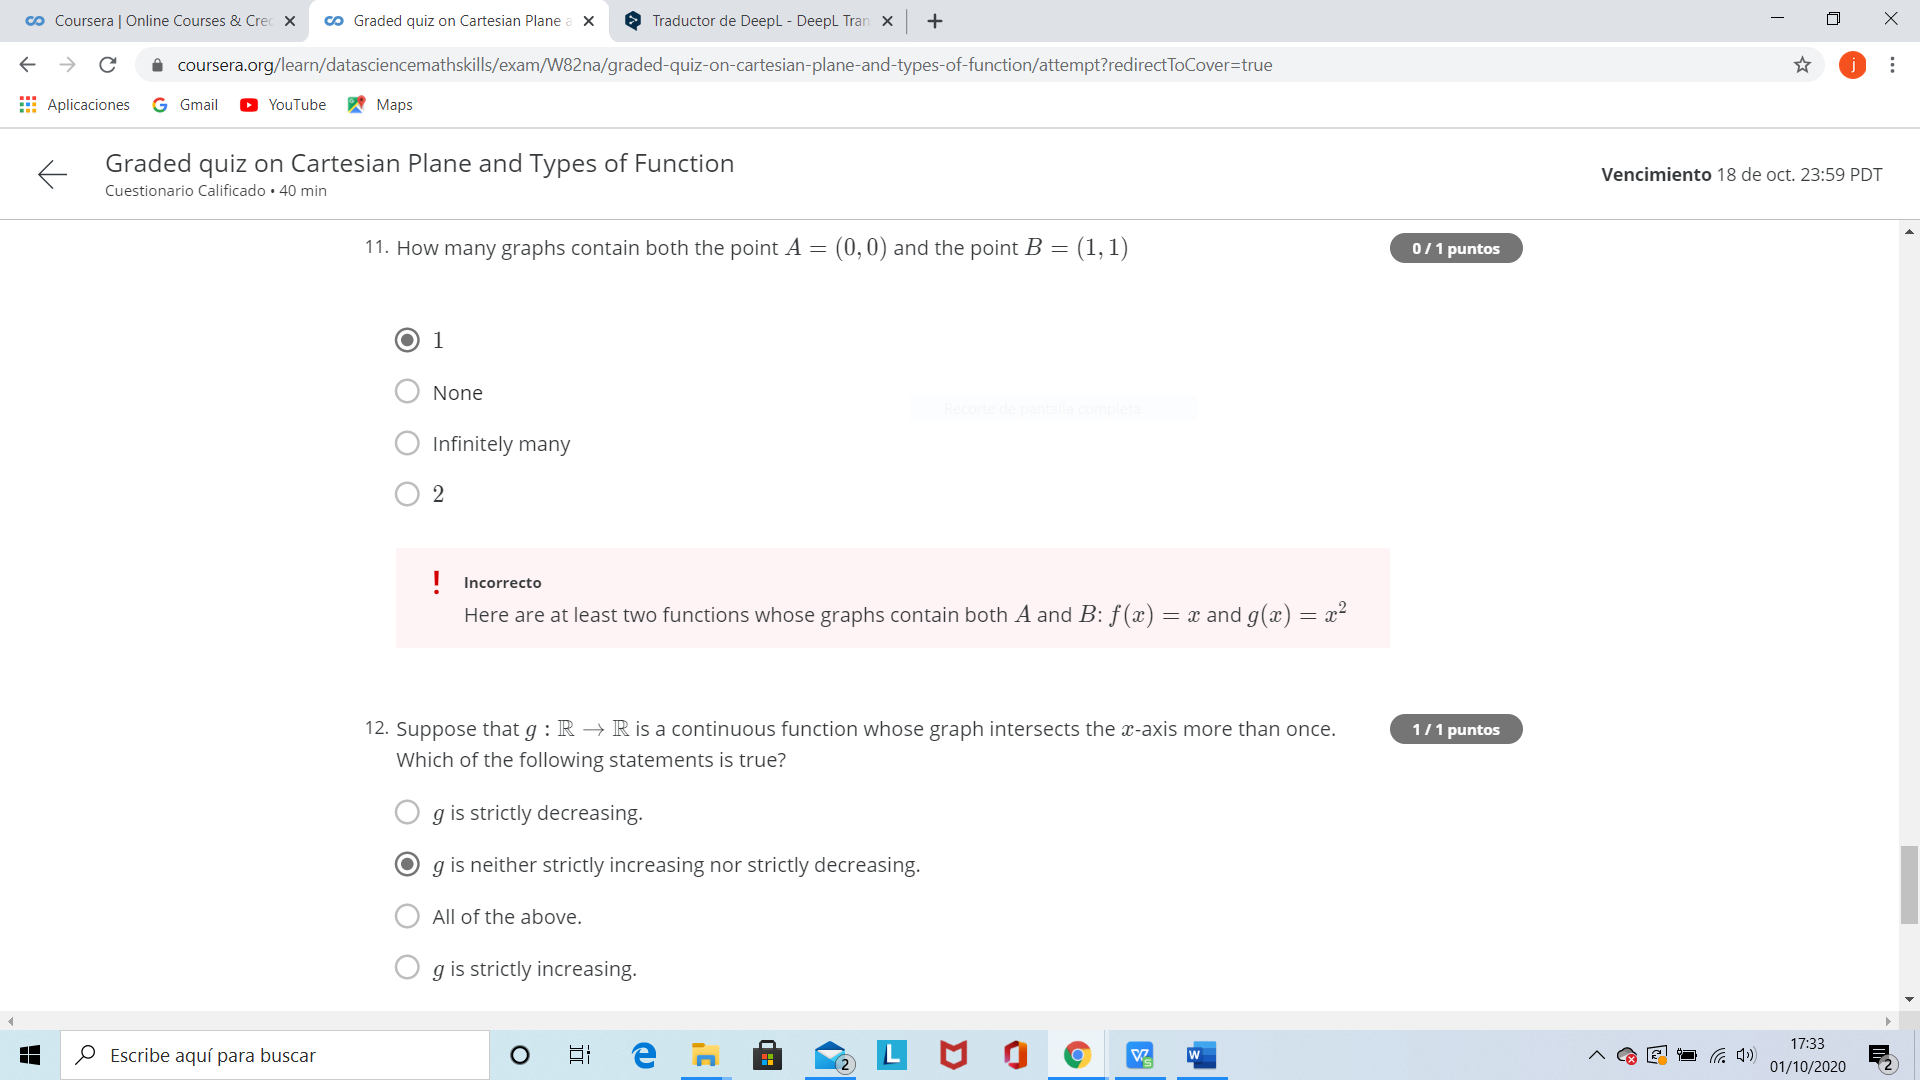 Coursera | Online Courses & Cre
Graded quiz on Cartesian Plane a
Traductor de DeepL - DeepL Tran
coursera.org/learn/datasciencemathskills/exam/W82na/graded-quiz-on-cartesian-plane-and-types-of-function/attempt?redirectToCover=true
j
Aplicaciones Gmail YouTube Maps
Graded quiz on Cartesian Plane and Types of Function
Cuestionario Calificado • 40 min
Vencimiento 18 de oct. 23:59 PDT
11. How many graphs contain both the point A = (0, 0) and the point B = (1, 1)
0 / 1 puntos
1
None
Recorte de pantalla completa
Infinitely many
2
! Incorrecto
Here are at least two functions whose graphs contain both A and B: f(x) = x and g(x) = x²
12. Suppose that g : ℝ → ℝ is a continuous function whose graph intersects the x-axis more than once.
1 / 1 puntos
Which of the following statements is true?
g is strictly decreasing.
g is neither strictly increasing nor strictly decreasing.
All of the above.
g is strictly increasing.
Escribe aquí para buscar
2
L
W
17:33
01/10/2020
2